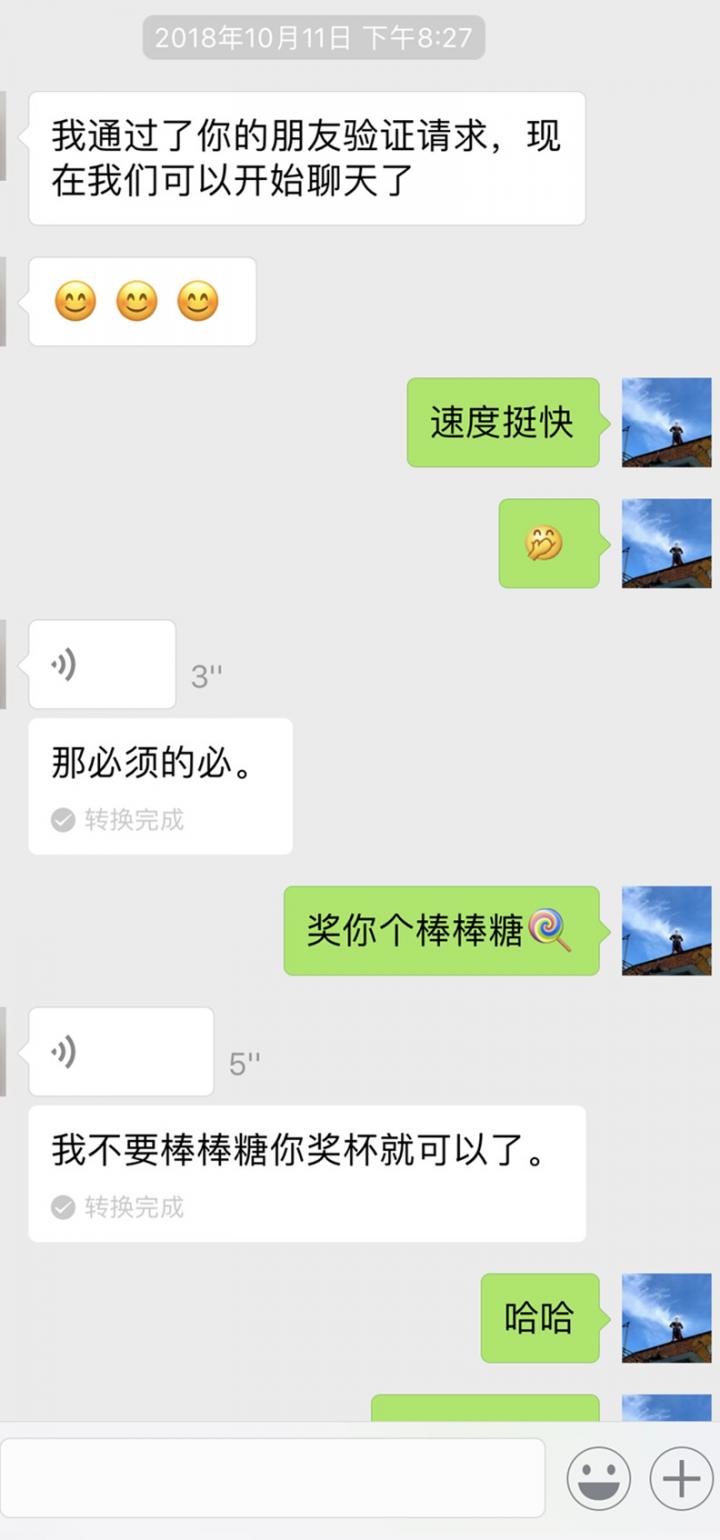 2018年10月11日 下午8:27
我通过了你的朋友验证请求，现
在我们可以开始聊天了
😊😊😊
速度挺快
🤭
3''
那必须的必。
转换完成
奖你个棒棒糖🍭
5''
我不要棒棒糖你奖杯就可以了。
转换完成
哈哈